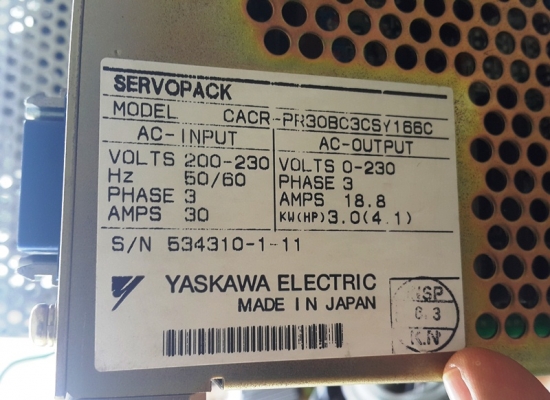 SERVOPACK
MODEL CACR-PR30BC3CSY166C
AC-INPUT
VOLTS 200-230
Hz 50/60
PHASE 3
AMPS 30
AC-OUTPUT
VOLTS 0-230
PHASE 3
AMPS 18.8
KW(HP) 3.0(4.1)
S/N 534310-1-11
YASKAWA ELECTRIC
MADE IN JAPAN
K.N